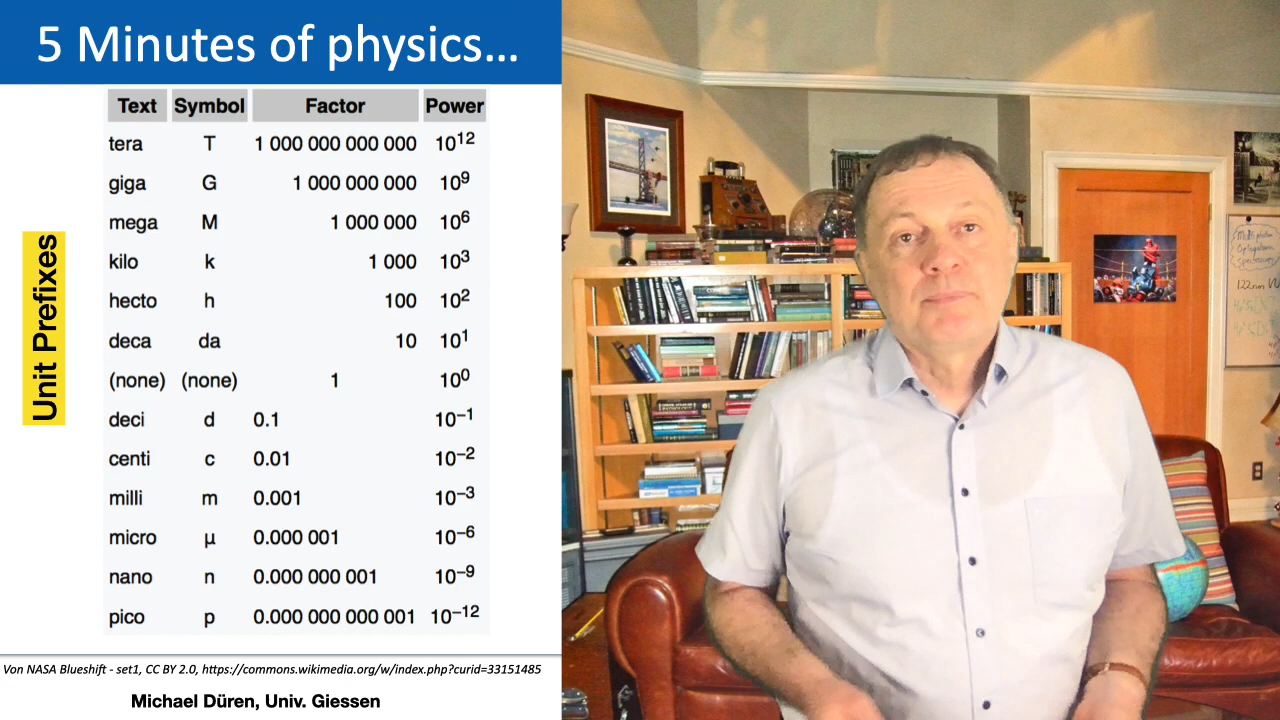 5 Minutes of physics...
Unit Prefixes
Text Symbol Factor Power
tera T 1 000 000 000 000 10¹²
giga G 1 000 000 000 10⁹
mega M 1 000 000 10⁶
kilo k 1 000 10³
hecto h 100 10²
deca da 10 10¹
(none) (none) 1 10⁰
deci d 0.1 10⁻¹
centi c 0.01 10⁻²
milli m 0.001 10⁻³
micro µ 0.000 001 10⁻⁶
nano n 0.000 000 001 10⁻⁹
pico p 0.000 000 000 001 10⁻¹²
Von NASA Blueshift - set1, CC BY 2.0, https://commons.wikimedia.org/w/index.php?curid=33151485
Michael Düren, Univ. Giessen
122nm